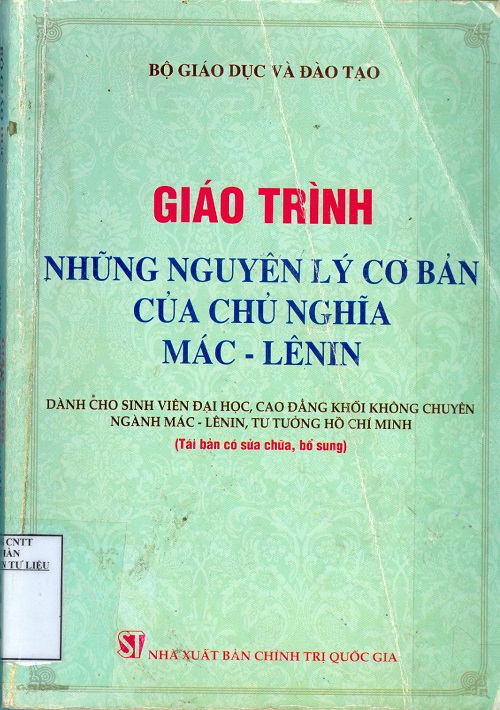 BỘ GIÁO DỤC VÀ ĐÀO TẠO
GIÁO TRÌNH
NHỮNG NGUYÊN LÝ CƠ BẢN
CỦA CHỦ NGHĨA
MÁC - LÊNIN
DÀNH CHO SINH VIÊN ĐẠI HỌC, CAO ĐẲNG KHỐI KHÔNG CHUYÊN
NGÀNH MÁC - LÊNIN, TƯ TƯỞNG HỒ CHÍ MINH
(Tái bản có sửa chữa, bổ sung)
CNTT
TƯ LIỆU
ST NHÀ XUẤT BẢN CHÍNH TRỊ QUỐC GIA